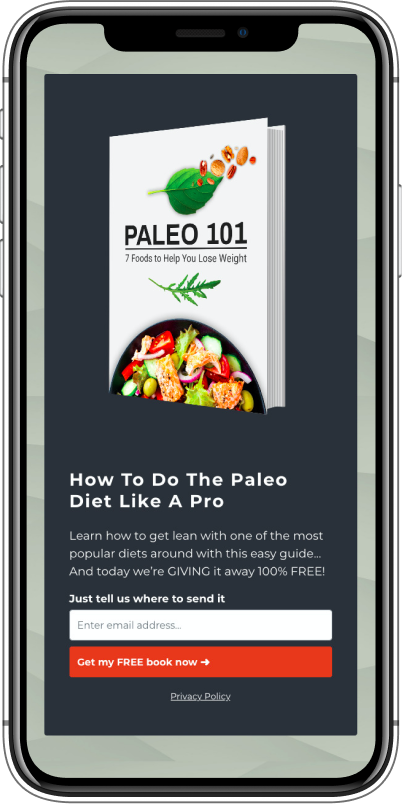 PALEO 101
7 Foods to Help You Lose Weight
How To Do The Paleo
Diet Like A Pro
Learn how to get lean with one of the most
popular diets around with this easy guide...
And today we’re GIVING it away 100% FREE!
Just tell us where to send it
Enter email address...
Get my FREE book now ➜
Privacy Policy